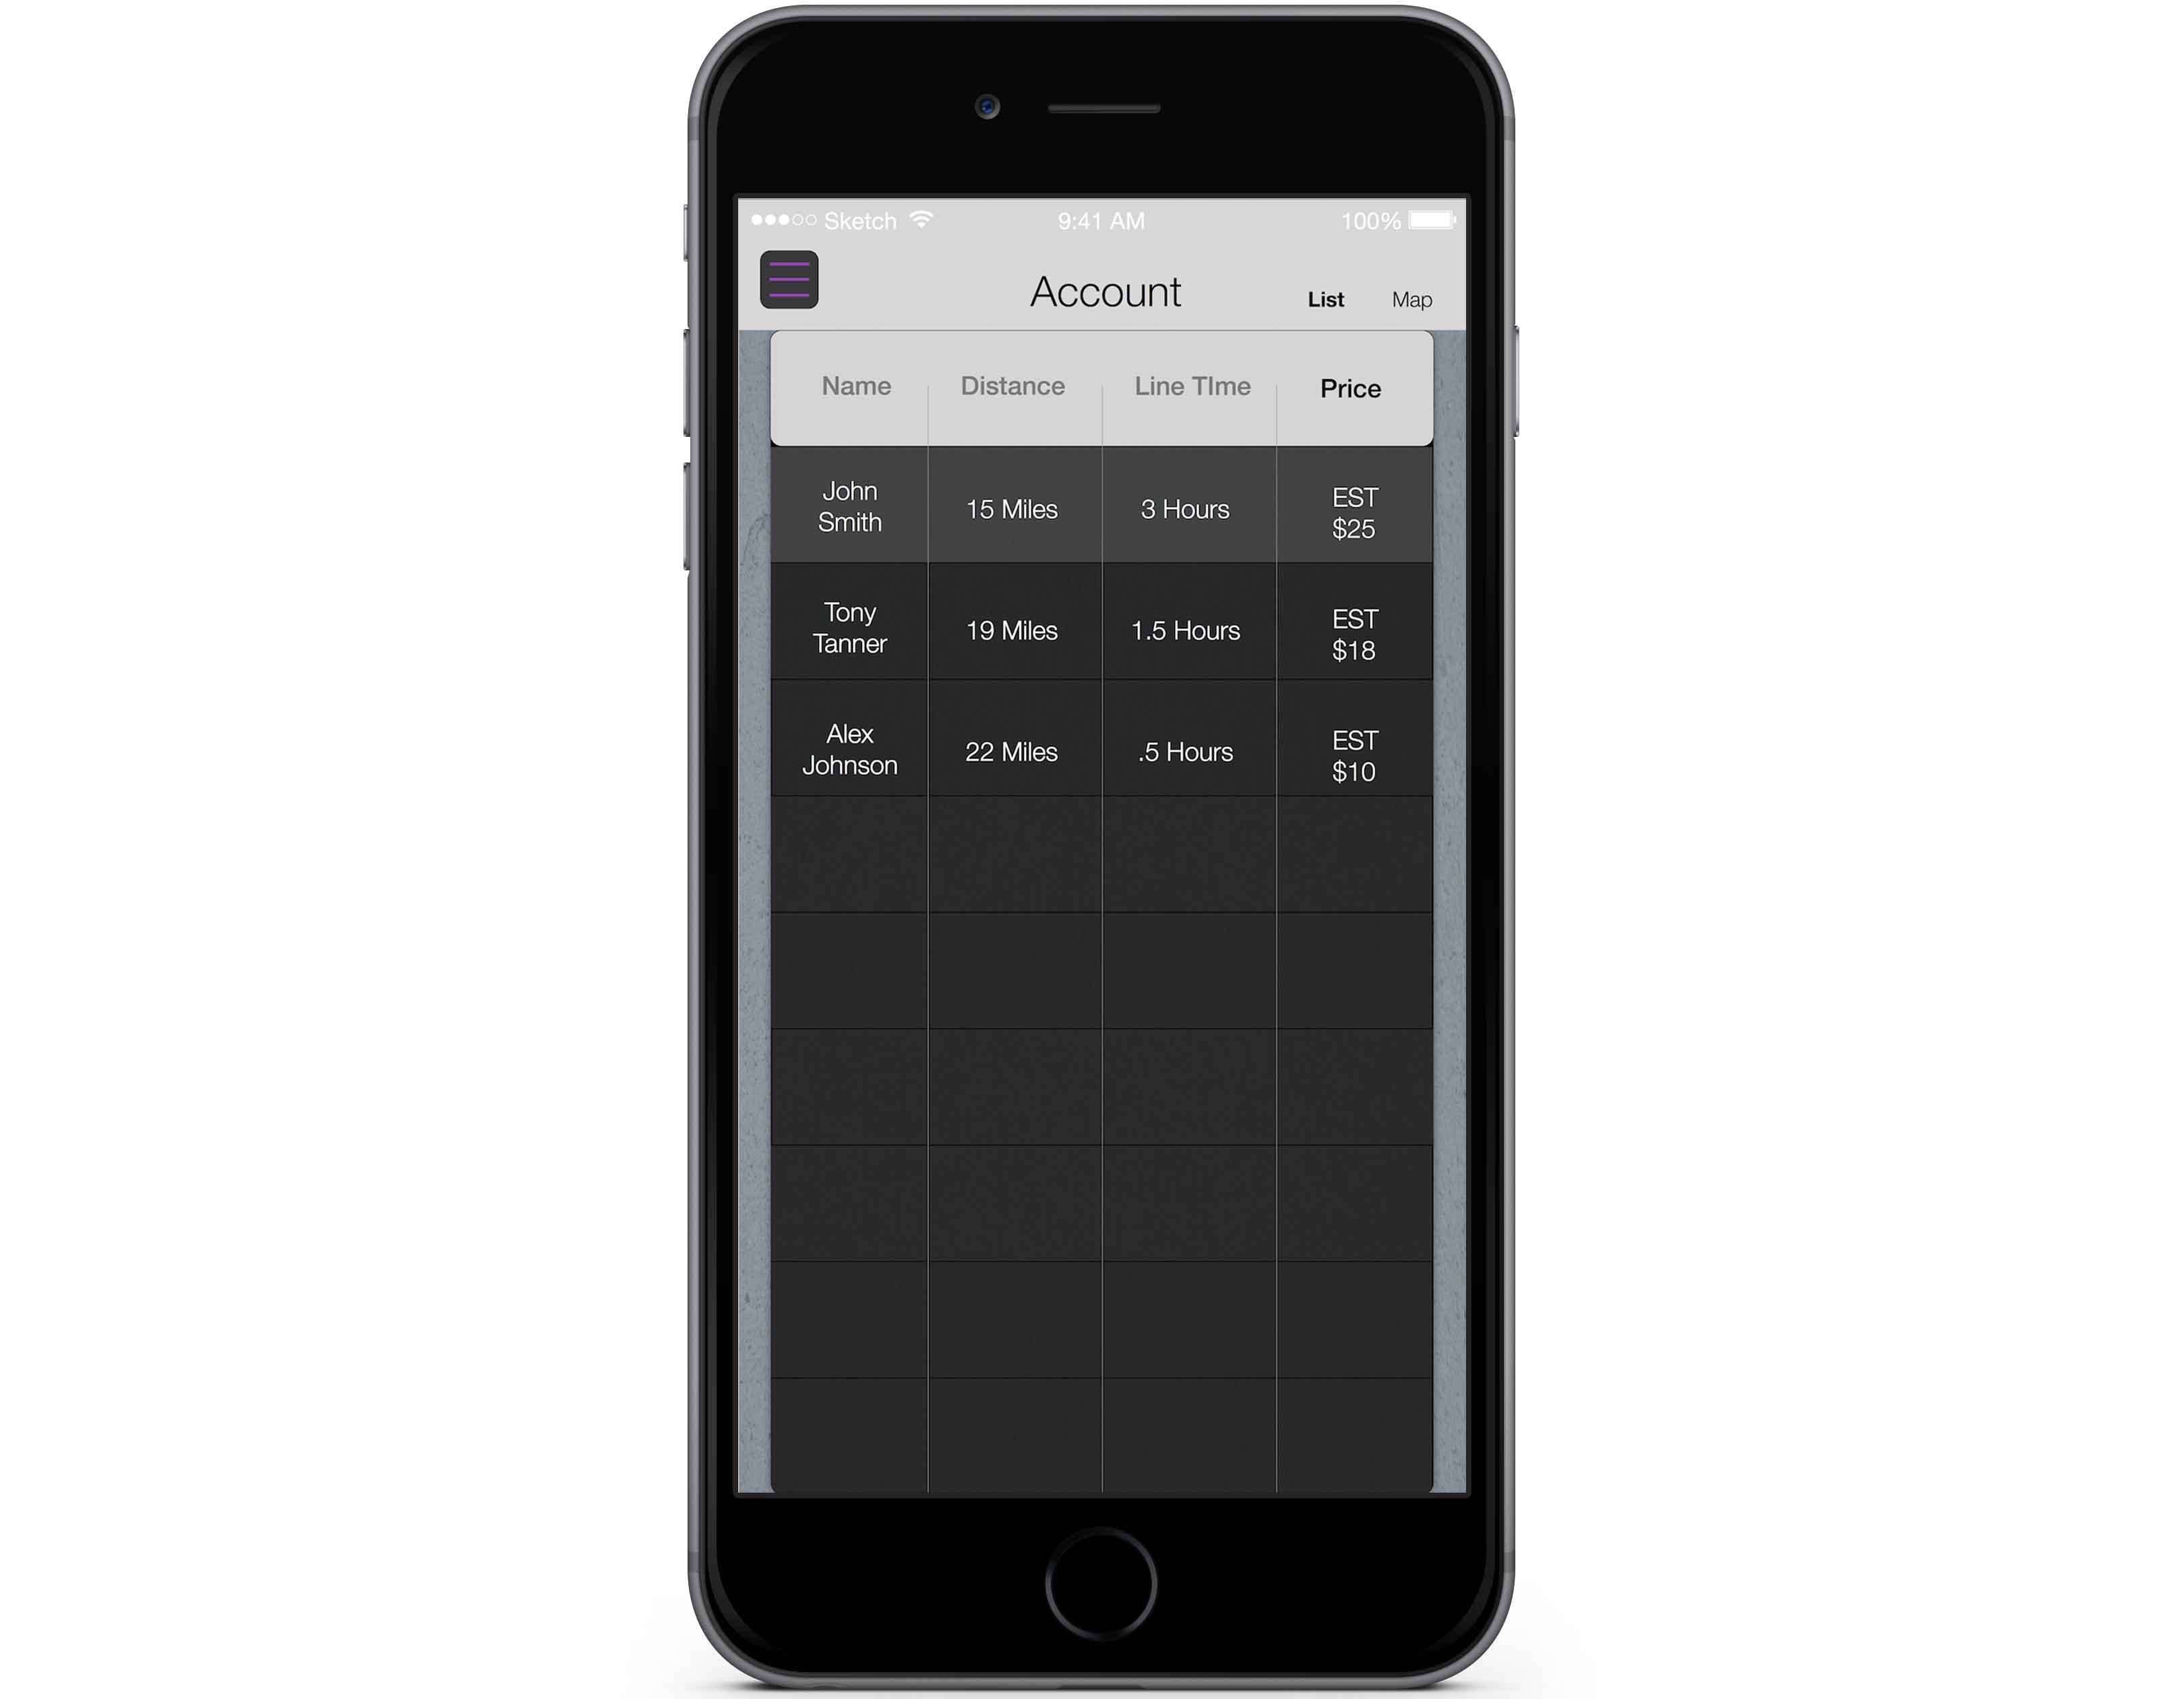 Sketch 9:41 AM 100%
Account List Map
Name Distance Line TIme Price
John
Smith
15 Miles
3 Hours
EST
$25
Tony
Tanner
19 Miles
1.5 Hours
EST
$18
Alex
Johnson
22 Miles
.5 Hours
EST
$10